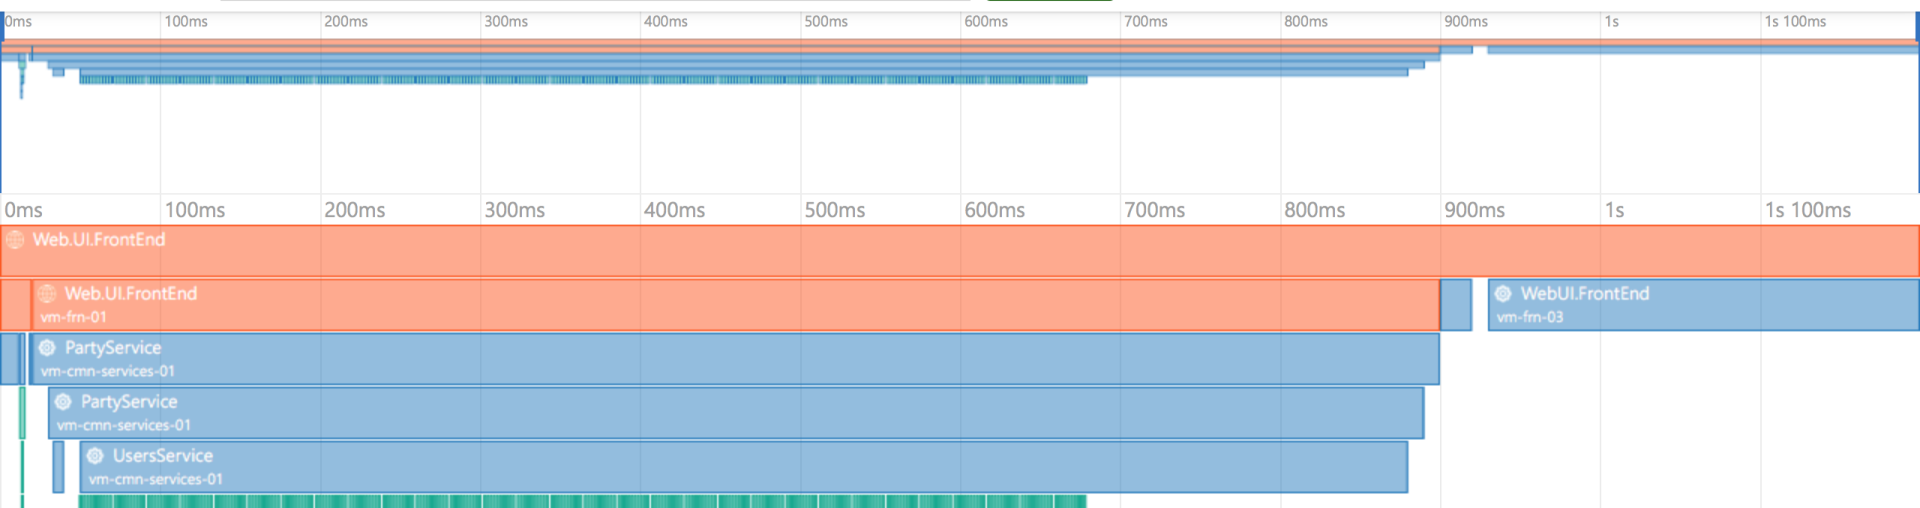 0ms 100ms 200ms 300ms 400ms 500ms 600ms 700ms 800ms 900ms 1s 1s 100ms
0ms 100ms 200ms 300ms 400ms 500ms 600ms 700ms 800ms 900ms 1s 1s 100ms
Web.UI.FrontEnd
Web.UI.FrontEnd
vm-frn-01
WebUI.FrontEnd
vm-frn-03
PartyService
vm-cmn-services-01
PartyService
vm-cmn-services-01
UsersService
vm-cmn-services-01